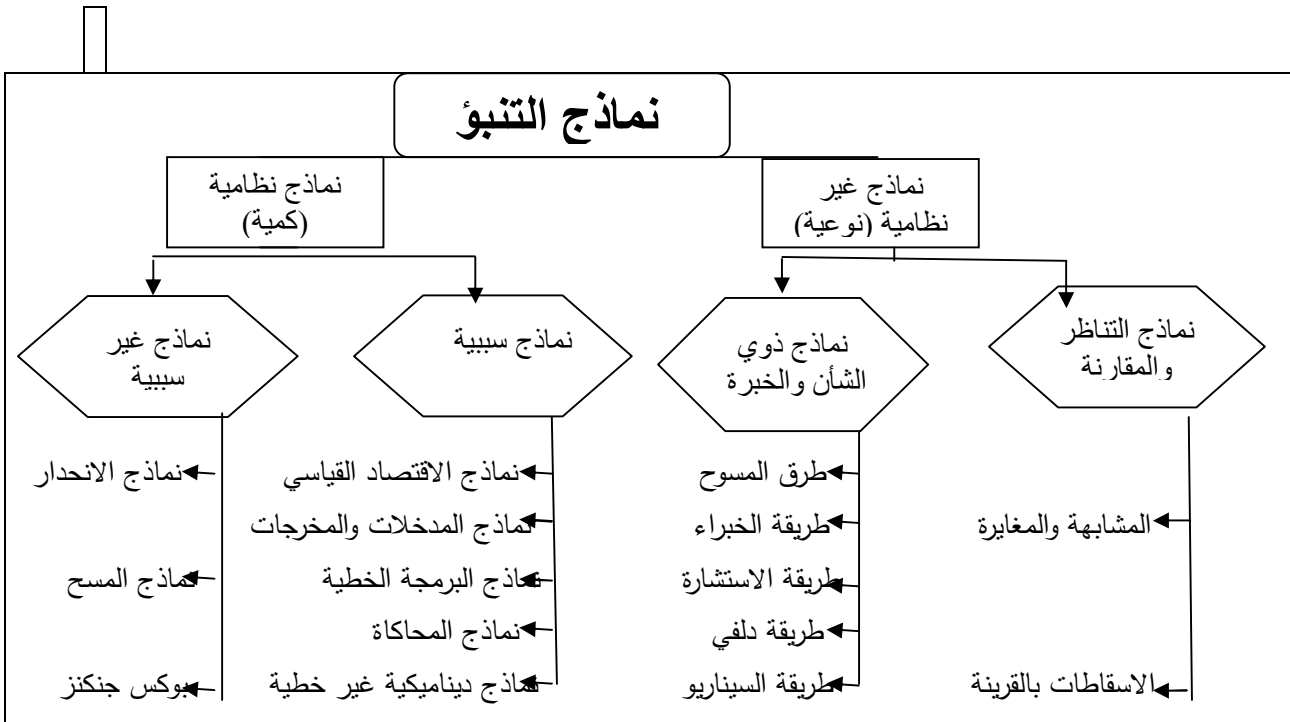 نماذج التنبؤ
نماذج غير
نظامية (نوعية)
نماذج نظامية
(كمية)
نماذج التناظر
والمقارنة
نماذج ذوي
الشأن والخبرة
نماذج سببية
نماذج غير
سببية
المشابهة والمغايرة
الاسقاطات بالقرينة
طرق المسوح
طريقة الخبراء
طريقة الاستشارة
طريقة دلفي
طريقة السيناريو
نماذج الاقتصاد القياسي
نماذج المدخلات والمخرجات
نماذج البرمجة الخطية
نماذج المحاكاة
نماذج ديناميكية غير خطية
نماذج الانحدار
نماذج المسح
بوكس جنكنز